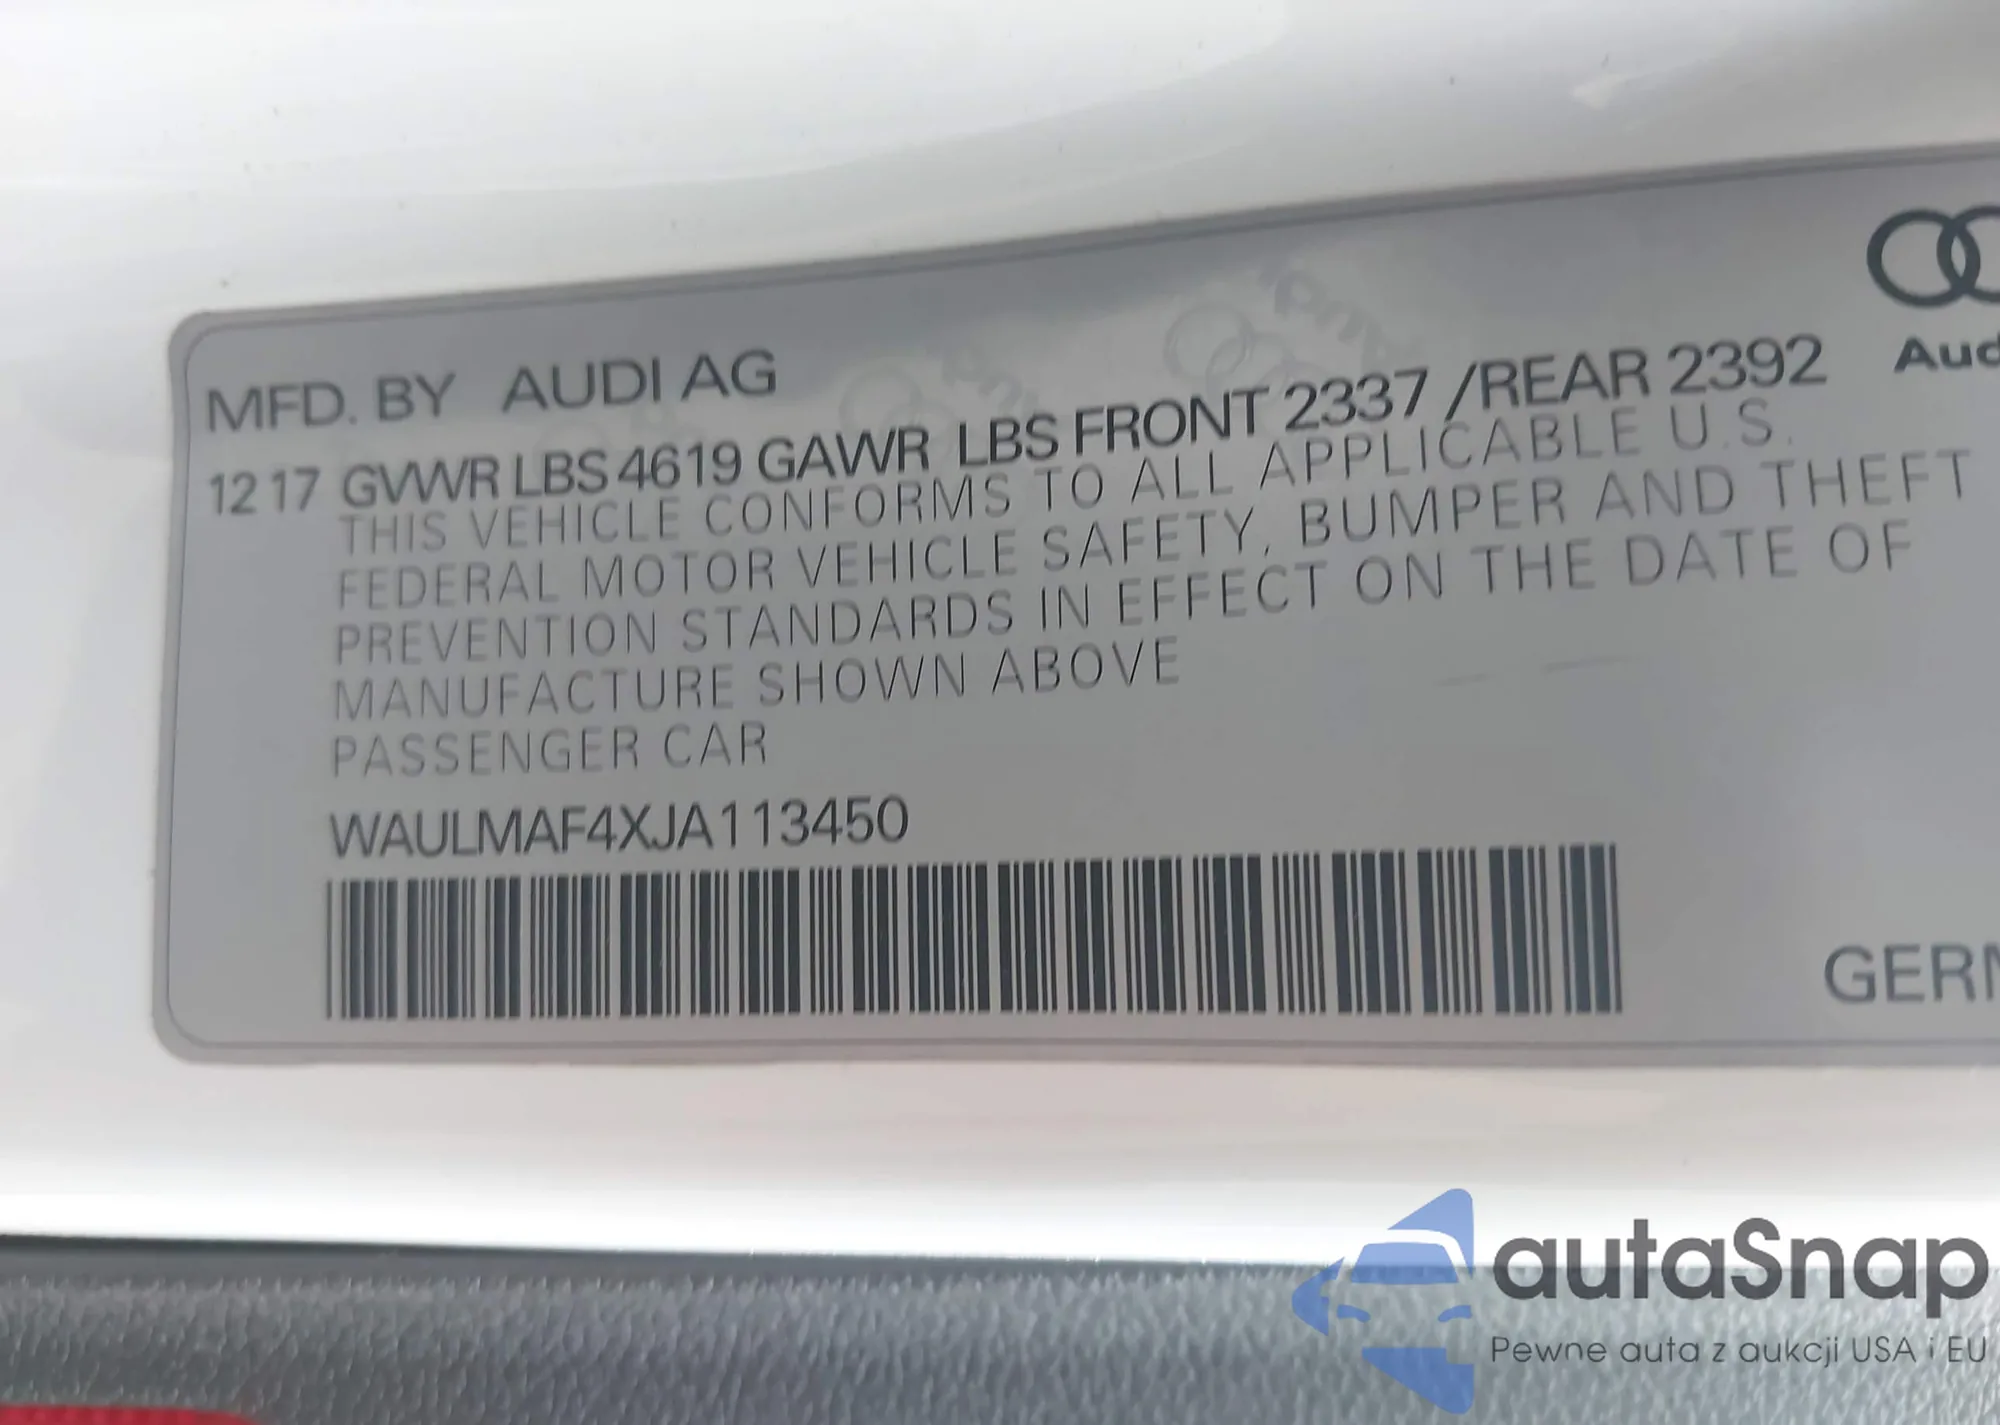 MFD. BY AUDI AG
12 17 GVWR LBS 4619 GAWR LBS FRONT 2337 /REAR 2392
THIS VEHICLE CONFORMS TO ALL APPLICABLE U.S.
FEDERAL MOTOR VEHICLE SAFETY, BUMPER AND THEFT
PREVENTION STANDARDS IN EFFECT ON THE DATE OF
MANUFACTURE SHOWN ABOVE
PASSENGER CAR
WAULMAF4XJA113450
Aud
GERM
autaSnap
Pewne auta z aukcji USA i EU